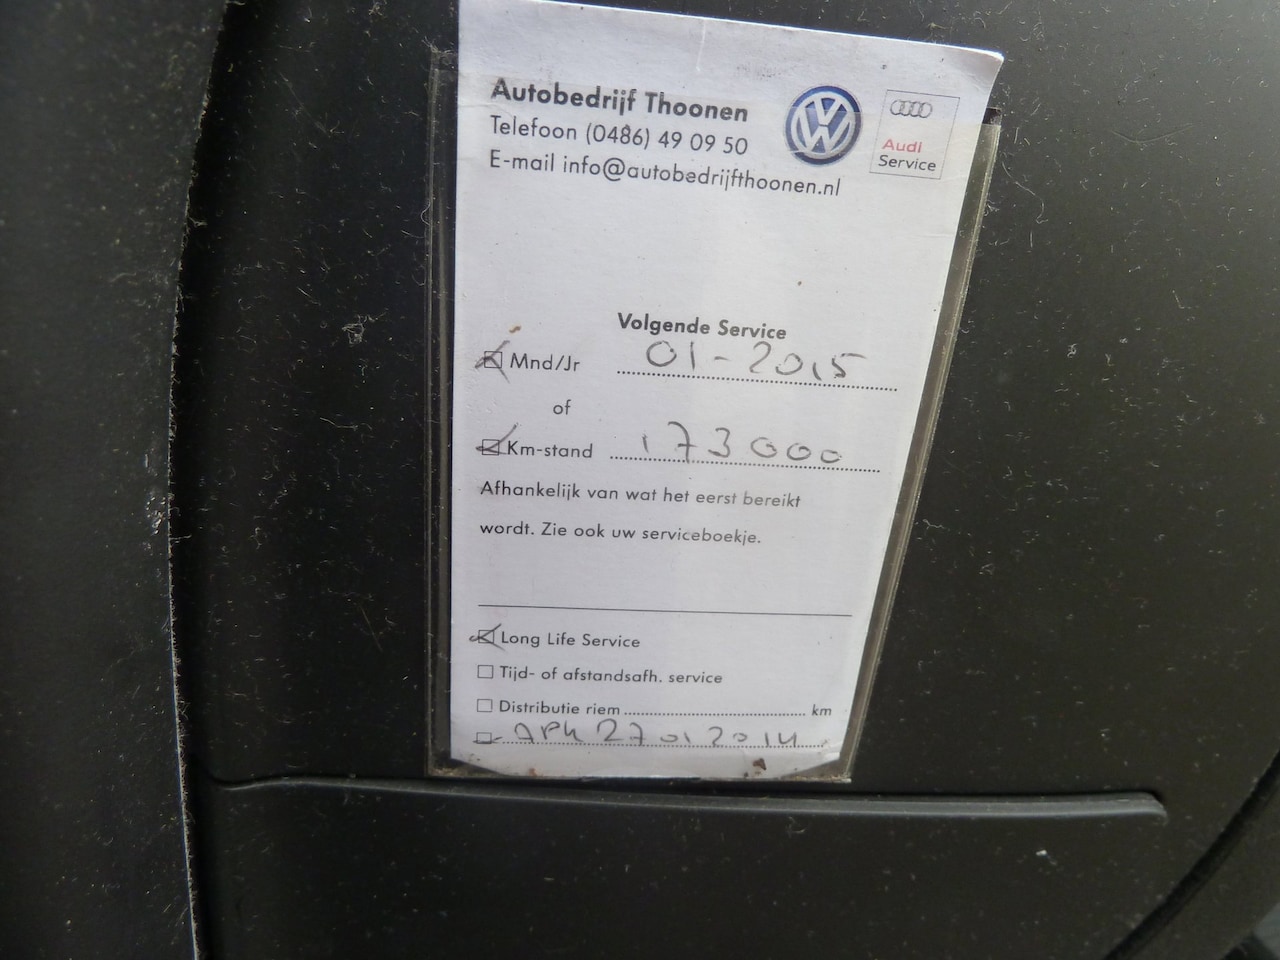 Autobedrijf Thoonen
Telefoon (0486) 49 09 50
E-mail info@autobedrijfthoonen.nl
Audi
Service
Volgende Service
Mnd/Jr 01-2015
of
Km-stand 173000
Afhankelijk van wat het eerst bereikt
wordt. Zie ook uw serviceboekje.
Long Life Service
Tijd- of afstandsafh. service
Distributie riem km
APK 27 01 2014